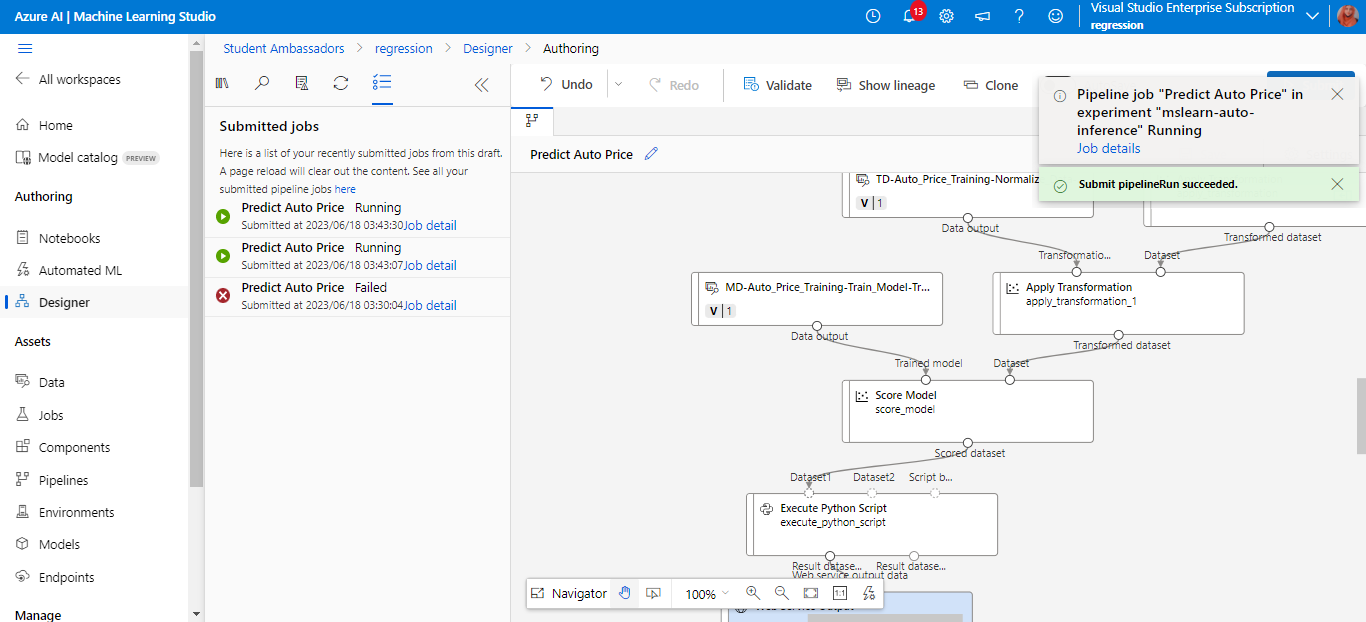 Azure AI | Machine Learning Studio
13
Visual Studio Enterprise Subscription
regression
All workspaces
Home
Model catalog PREVIEW
Authoring
Notebooks
Automated ML
Designer
Assets
Data
Jobs
Components
Pipelines
Environments
Models
Endpoints
Manage
Student Ambassadors > regression > Designer > Authoring
Submitted jobs
Here is a list of your recently submitted jobs from this draft.
A page reload will clear out the content. See all your
submitted pipeline jobs here
Predict Auto Price Running
Submitted at 2023/06/18 03:43:30Job detail
Predict Auto Price Running
Submitted at 2023/06/18 03:43:07Job detail
Predict Auto Price Failed
Submitted at 2023/06/18 03:30:04Job detail
Undo
Redo
Validate
Show lineage
Clone
Predict Auto Price
Pipeline job "Predict Auto Price" in
experiment "mslearn-auto-
inference" Running
Job details
Submit pipelineRun succeeded.
TD-Auto_Price_Training-Normaliz
V | 1
Data output
Transformed dataset
Transformatio...
Dataset
MD-Auto_Price_Training-Train_Model-Tr...
V | 1
Data output
Apply Transformation
apply_transformation_1
Transformed dataset
Trained model
Dataset
Score Model
score_model
Scored dataset
Dataset1
Dataset2
Script b...
Execute Python Script
execute_python_script
Result datase...
Result datase...
Web service output data
Navigator
100%
1:1
Web Service Output